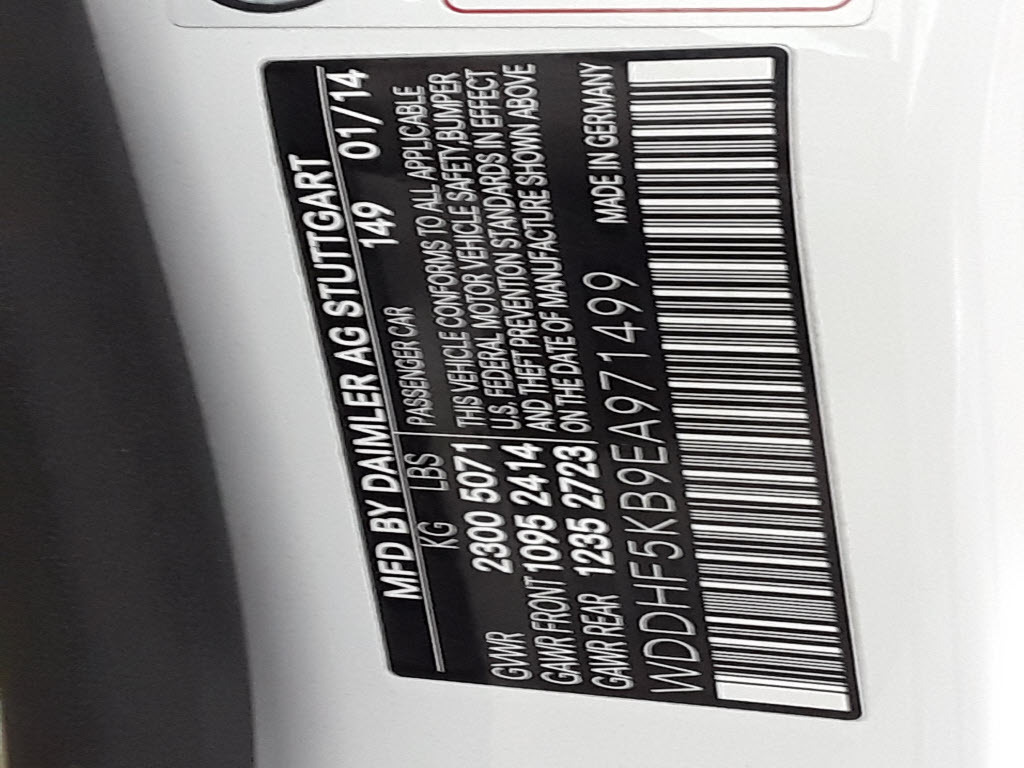 MFD BY DAIMLER AG STUTTGART
149 01/14
KG LBS PASSENGER CAR
GVWR 2300 5071
GAWR FRONT 1095 2414
GAWR REAR 1235 2723
THIS VEHICLE CONFORMS TO ALL APPLICABLE
U.S. FEDERAL MOTOR VEHICLE SAFETY, BUMPER
AND THEFT PREVENTION STANDARDS IN EFFECT
ON THE DATE OF MANUFACTURE SHOWN ABOVE
WDDHF5KB9EA971499 MADE IN GERMANY